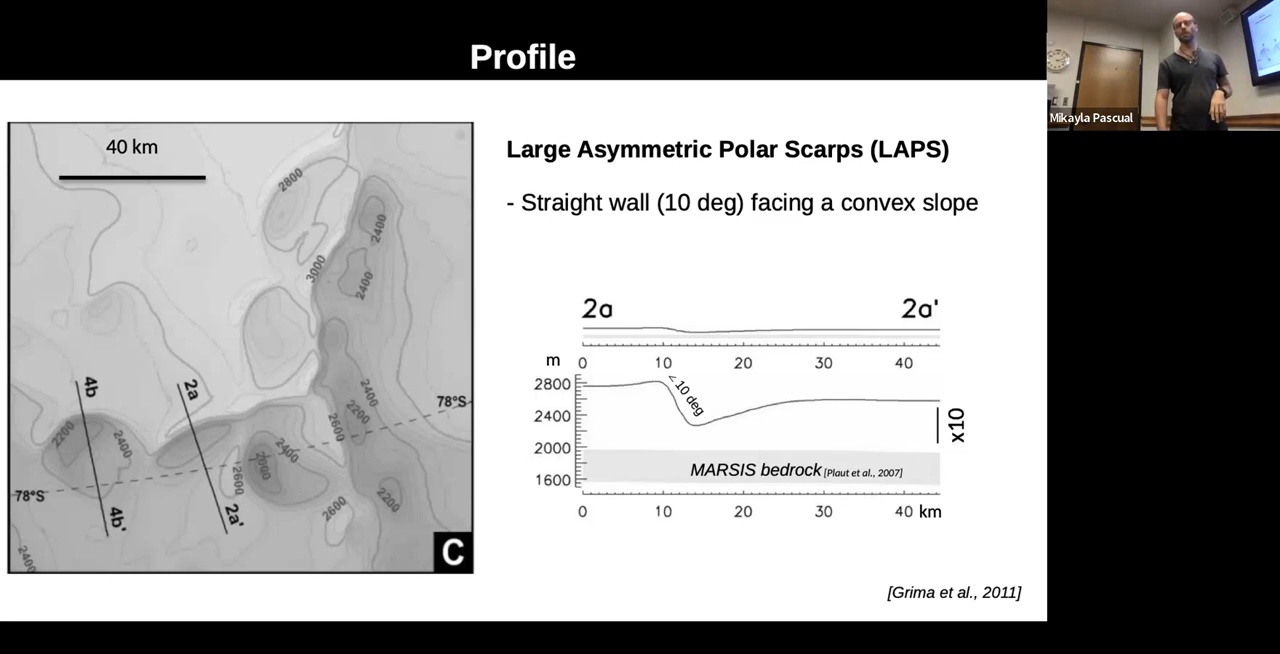 Profile
Mikayla Pascual
40 km
2800
2400
3000
2400
4b
2a
2400
2200
78°S
2200
2400
2600
2400
2000
2600
78°S
4b'
2a'
2600
2200
2400
C
Large Asymmetric Polar Scarps (LAPS)
- Straight wall (10 deg) facing a convex slope
2a 2a'
m 0 10 20 30 40
2800
< 10 deg
2400
x10
2000
MARSIS bedrock [Plaut et al., 2007]
1600
0 10 20 30 40 km
[Grima et al., 2011]